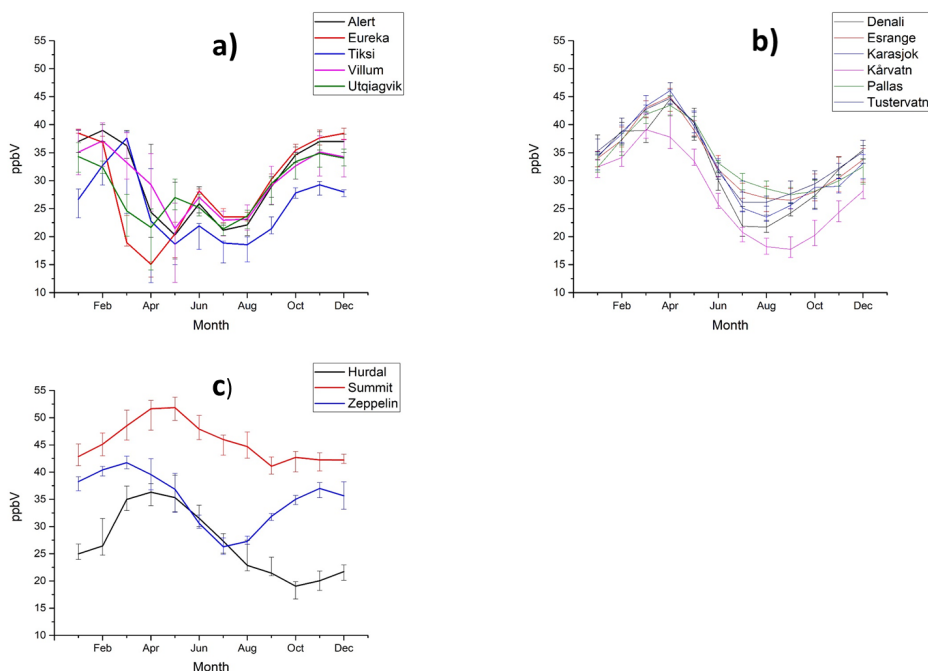 a)
Alert
Eureka
Tiksi
Villum
Utqiagvik
55
50
45
40
35
30
25
20
15
10
ppbV
Feb Apr Jun Aug Oct Dec
Month
b)
Denali
Esrange
Karasjok
Kårvatn
Pallas
Tustervatn
55
50
45
40
35
30
25
20
15
10
ppbV
Feb Apr Jun Aug Oct Dec
Month
c)
Hurdal
Summit
Zeppelin
55
50
45
40
35
30
25
20
15
10
ppbV
Feb Apr Jun Aug Oct Dec
Month